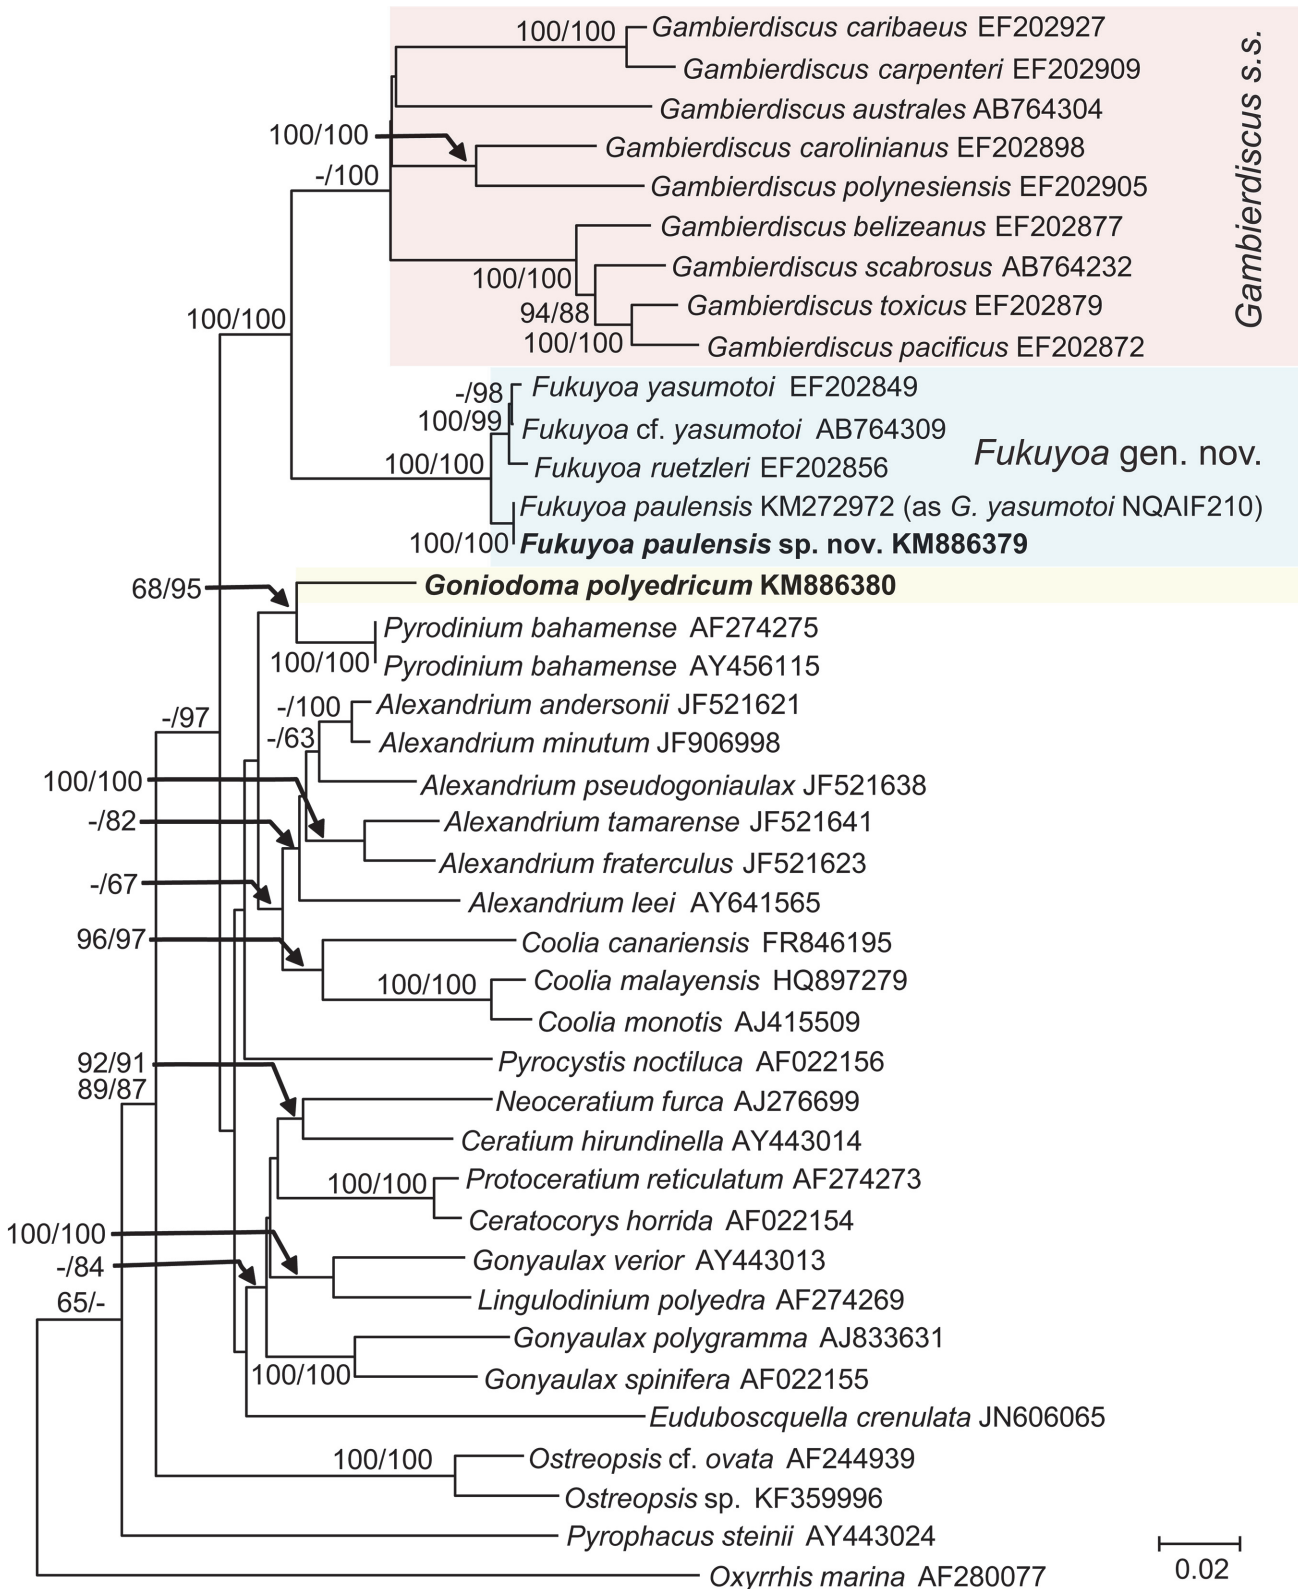 100/100 Gambierdiscus caribaeus EF202927
Gambierdiscus carpenteri EF202909
Gambierdiscus australes AB764304
100/100 Gambierdiscus carolinianus EF202898
-/100 Gambierdiscus polynesiensis EF202905
Gambierdiscus belizeanus EF202877
100/100 Gambierdiscus scabrosus AB764232
94/88 Gambierdiscus toxicus EF202879
100/100 Gambierdiscus pacificus EF202872
Gambierdiscus s.s.
100/100
-/98 Fukuyoa yasumotoi EF202849
100/99 Fukuyoa cf. yasumotoi AB764309
Fukuyoa gen. nov.
100/100 Fukuyoa ruetzleri EF202856
Fukuyoa paulensis KM272972 (as G. yasumotoi NQAIF210)
100/100 Fukuyoa paulensis sp. nov. KM886379
68/95 Goniodoma polyedricum KM886380
Pyrodinium bahamense AF274275
100/100 Pyrodinium bahamense AY456115
-/97
-/100 Alexandrium andersonii JF521621
-/63 Alexandrium minutum JF906998
100/100 Alexandrium pseudogoniaulax JF521638
-/82 Alexandrium tamarense JF521641
Alexandrium fraterculus JF521623
-/67 Alexandrium leei AY641565
96/97 Coolia canariensis FR846195
100/100 Coolia malayensis HQ897279
Coolia monotis AJ415509
92/91 Pyrocystis noctiluca AF022156
89/87 Neoceratium furca AJ276699
Ceratium hirundinella AY443014
100/100 Protoceratium reticulatum AF274273
Ceratocorys horrida AF022154
100/100 Gonyaulax verior AY443013
-/84 Lingulodinium polyedra AF274269
65/-
Gonyaulax polygramma AJ833631
100/100 Gonyaulax spinifera AF022155
Euduboscquella crenulata JN606065
100/100 Ostreopsis cf. ovata AF244939
Ostreopsis sp. KF359996
Pyrophacus steinii AY443024
Oxyrrhis marina AF280077
0.02